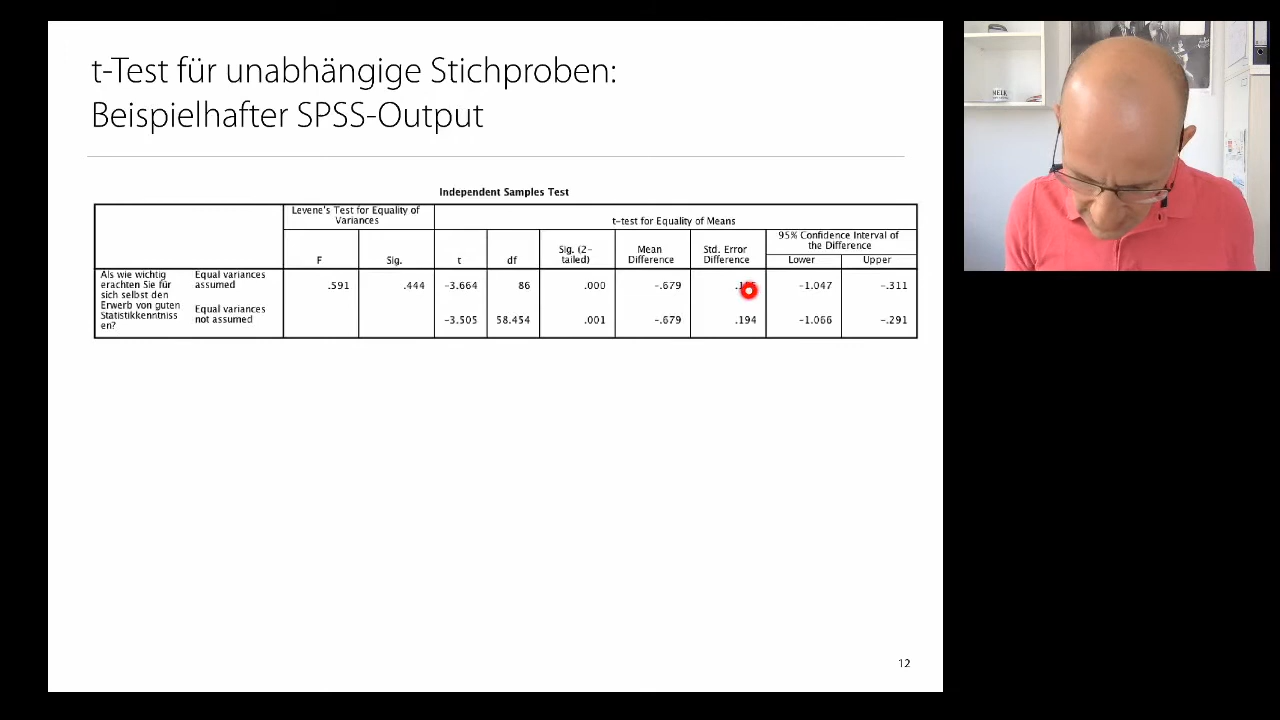 t-Test für unabhängige Stichproben:
Beispielhafter SPSS-Output
Independent Samples Test
Levene's Test for Equality of
Variances
t-test for Equality of Means
F
Sig.
t
df
Sig. (2-
tailed)
Mean
Difference
Std. Error
Difference
95% Confidence Interval of
the Difference
Lower
Upper
Als wie wichtig
erachten Sie für
sich selbst den
Erwerb von guten
Statistikkenntniss
en?
Equal variances
assumed
.591
.444
-3.664
86
.000
-.679
-1.047
-.311
Equal variances
not assumed
-3.505
58.454
.001
-.679
.194
-1.066
-.291
12